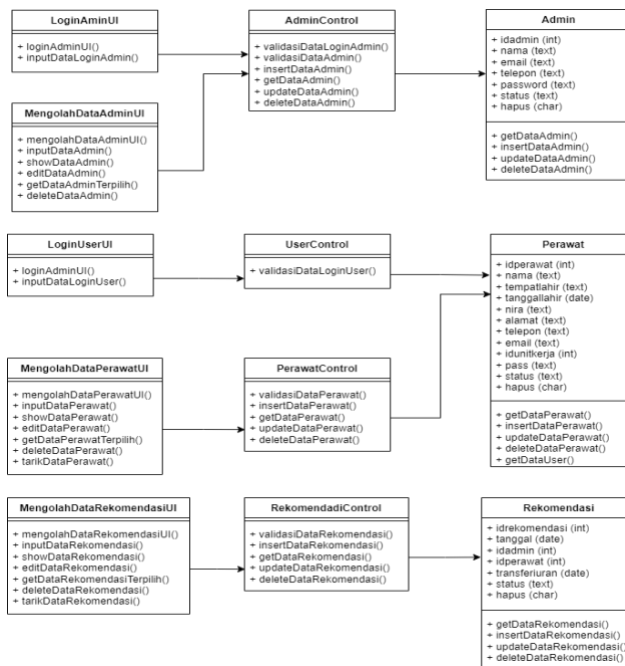 LoginAminUI
+ loginAdminUI()
+ inputDataLoginAdmin()
AdminControl
+ validasiDataLoginAdmin()
+ validasiDataAdmin()
+ insertDataAdmin()
+ getDataAdmin()
+ updateDataAdmin()
+ deleteDataAdmin()
Admin
+ idadmin (int)
+ nama (text)
+ email (text)
+ telepon (text)
+ password (text)
+ status (text)
+ hapus (char)
+ getDataAdmin()
+ insertDataAdmin()
+ updateDataAdmin()
+ deleteDataAdmin()
MengolahDataAdminUI
+ mengolahDataAdminUI()
+ inputDataAdmin()
+ showDataAdmin()
+ editDataAdmin()
+ getDataAdminTerpilih()
+ deleteDataAdmin()
LoginUserUI
+ loginAdminUI()
+ inputDataLoginUser()
UserControl
+ validasiDataLoginUser()
Perawat
+ idperawat (int)
+ nama (text)
+ tempatlahir (text)
+ tanggallahir (date)
+ nira (text)
+ alamat (text)
+ telepon (text)
+ email (text)
+ idunitkerja (int)
+ pass (text)
+ status (text)
+ hapus (char)
+ getDataPerawat()
+ insertDataPerawat()
+ updateDataPerawat()
+ deleteDataPerawat()
+ getDataUser()
MengolahDataPerawatUI
+ mengolahDataPerawatUI()
+ inputDataPerawat()
+ showDataPerawat()
+ editDataPerawat()
+ getDataPerawatTerpilih()
+ deleteDataPerawat()
+ tarikDataPerawat()
PerawatControl
+ validasiDataPerawat()
+ insertDataPerawat()
+ getDataPerawat()
+ updateDataPerawat()
+ deleteDataPerawat()
MengolahDataRekomendasiUI
+ mengolahDataRekomendasiUI()
+ inputDataRekomendasi()
+ showDataRekomendasi()
+ editDataRekomendasi()
+ getDataRekomendasiTerpilih()
+ deleteDataRekomendasi()
+ tarikDataRekomendasi()
RekomendadiControl
+ validasiDataRekomendasi()
+ insertDataRekomendasi()
+ getDataRekomendasi()
+ updateDataRekomendasi()
+ deleteDataRekomendasi()
Rekomendasi
+ idrekomendasi (int)
+ tanggal (date)
+ idadmin (int)
+ idperawat (int)
+ transferiuran (date)
+ status (text)
+ hapus (char)
+ getDataRekomendasi()
+ insertDataRekomendasi()
+ updateDataRekomendasi()
+ deleteDataRekomendasi()